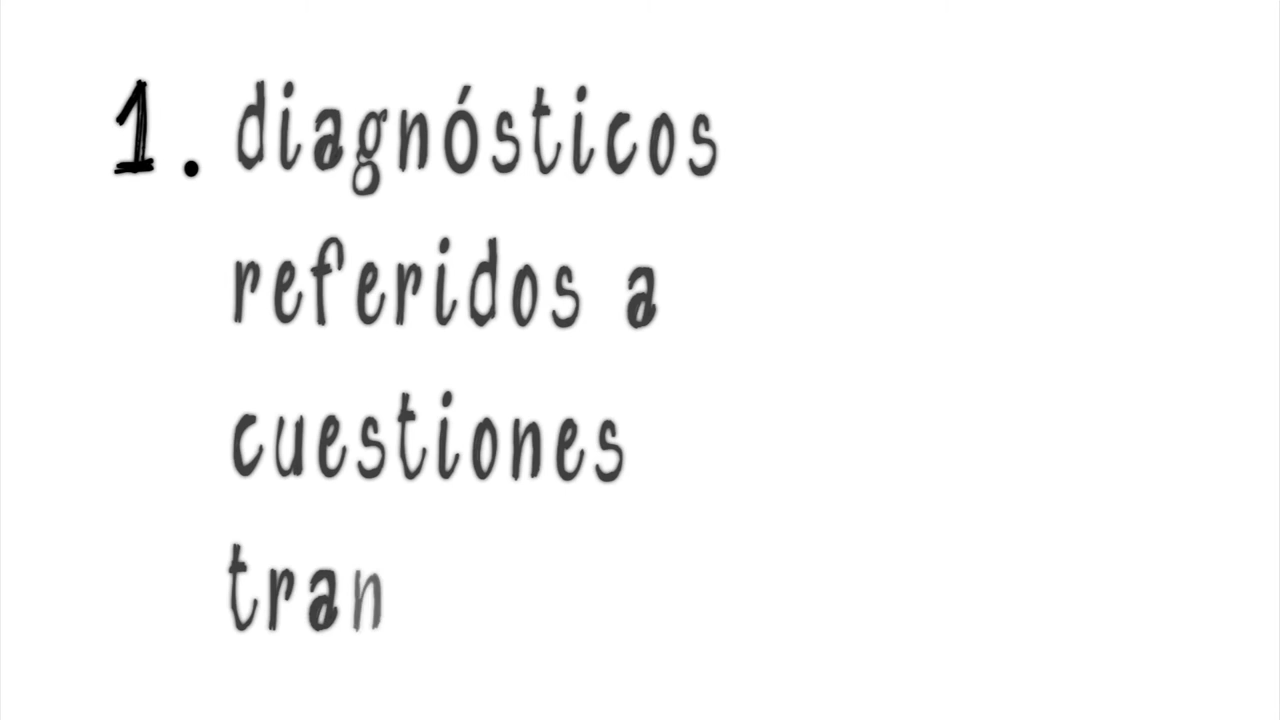 1. diagnósticos
referidos a
cuestiones
tran